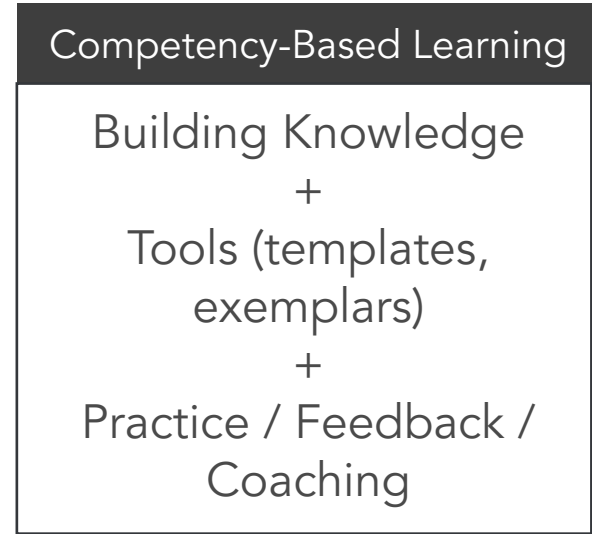 Competency-Based Learning
Building Knowledge
+
Tools (templates,
exemplars)
+
Practice / Feedback /
Coaching